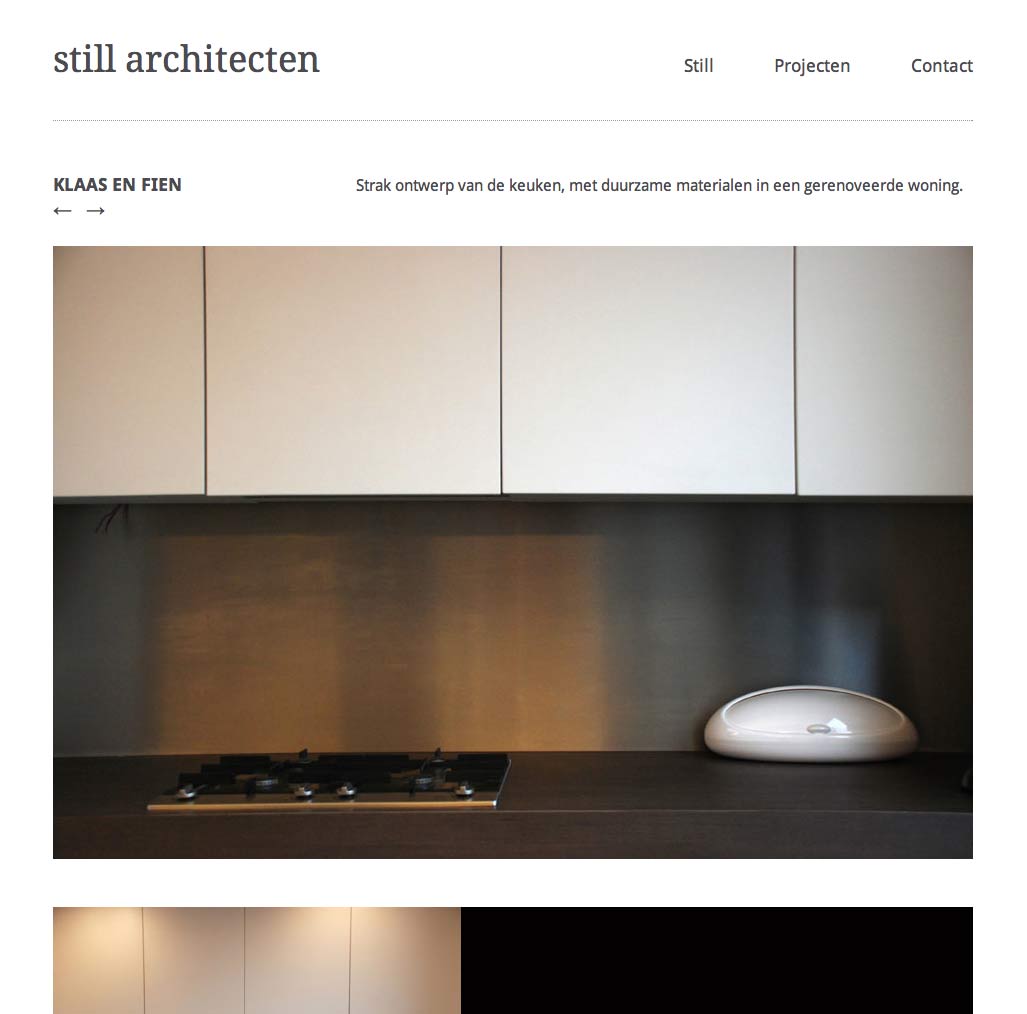 still architecten
Still Projecten Contact
KLAAS EN FIEN
Strak ontwerp van de keuken, met duurzame materialen in een gerenoveerde woning.
← →